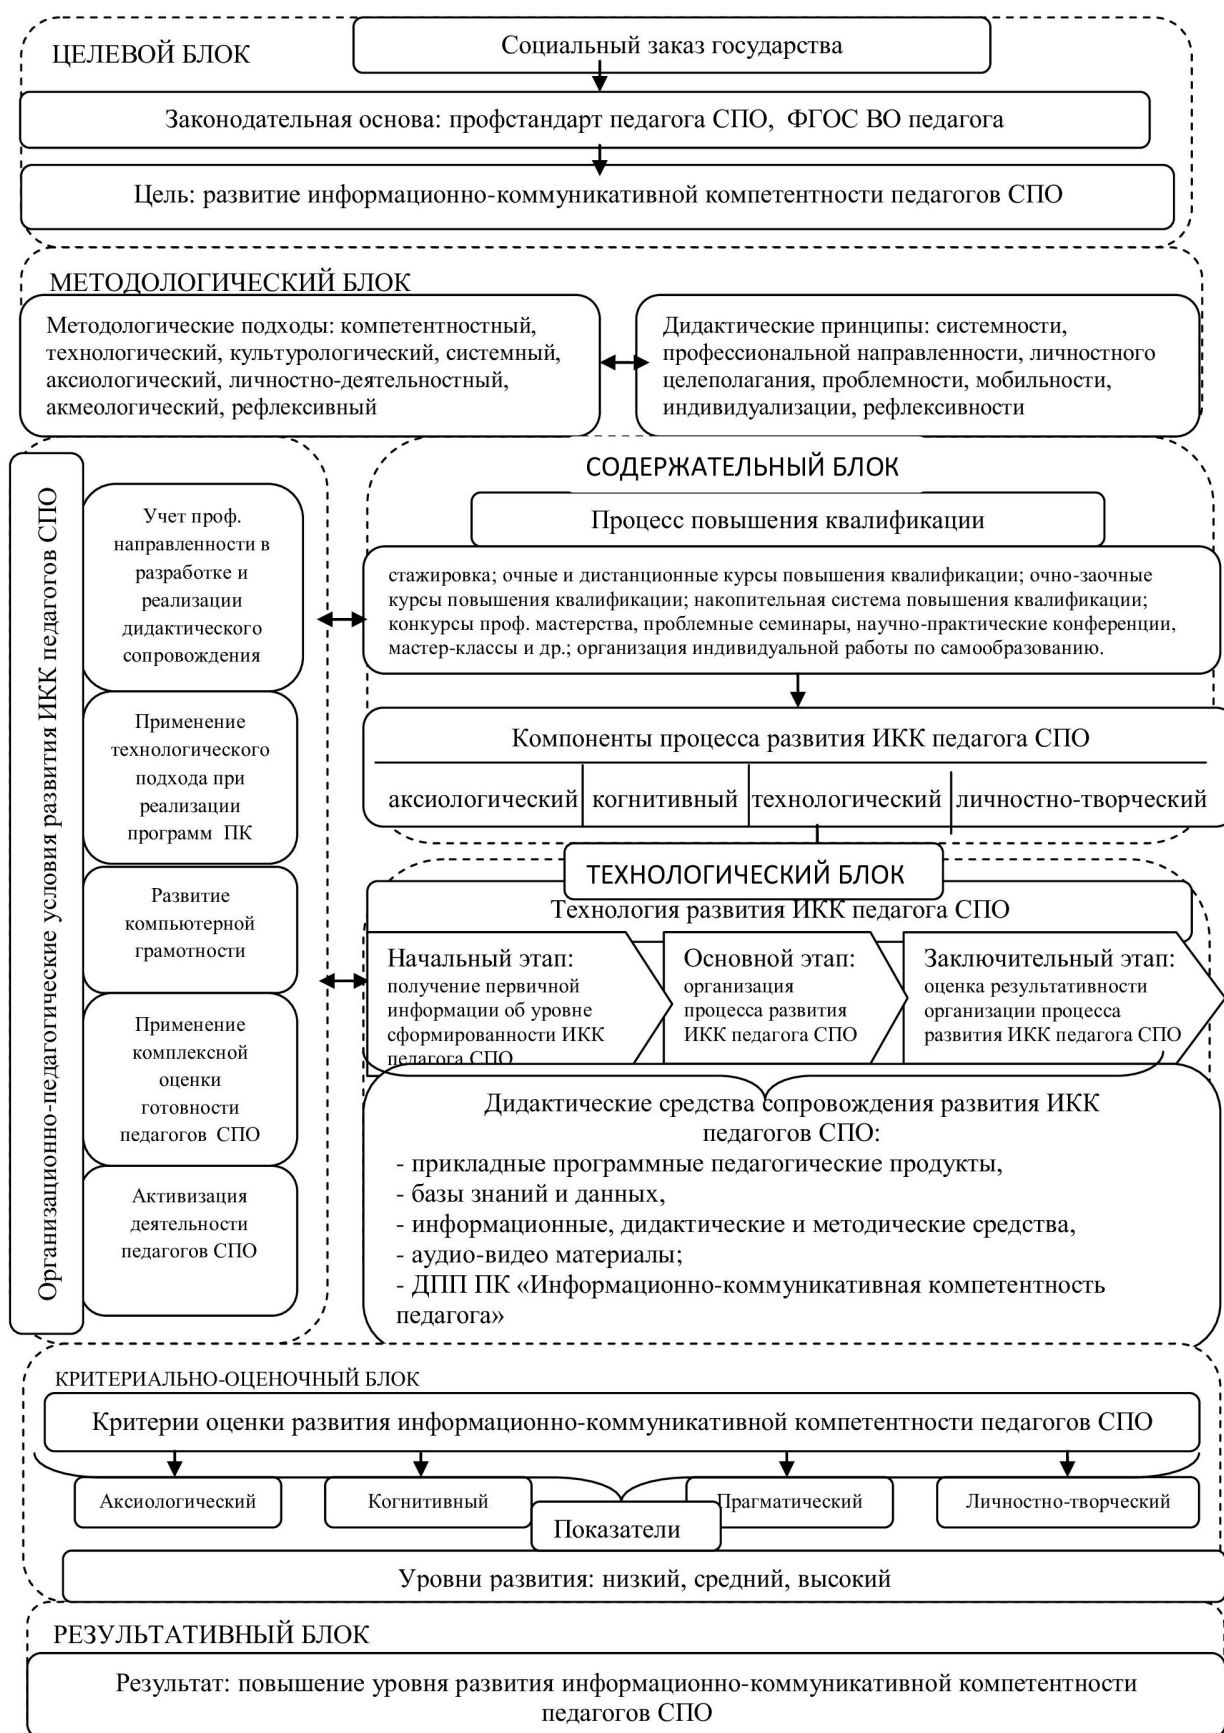 ЦЕЛЕВОЙ БЛОК
Социальный заказ государства
Законодательная основа: профстандарт педагога СПО, ФГОС ВО педагога
Цель: развитие информационно-коммуникативной компетентности педагогов СПО
МЕТОДОЛОГИЧЕСКИЙ БЛОК
Методологические подходы: компетентностный,
технологический, культурологический, системный,
аксиологический, личностно-деятельностный,
акмеологический, рефлексивный
Дидактические принципы: системности,
профессиональной направленности, личностного
целеполагания, проблемности, мобильности,
индивидуализации, рефлексивности
Организационно-педагогические условия развития ИКК педагогов СПО
Учет проф.
направленности в
разработке и
реализации
дидактического
сопровождения
Применение
технологического
подхода при
реализации
программ ПК
Развитие
компьютерной
грамотности
Применение
комплексной
оценки
готовности
педагогов СПО
Активизация
деятельности
педагогов СПО
СОДЕРЖАТЕЛЬНЫЙ БЛОК
Процесс повышения квалификации
стажировка; очные и дистанционные курсы повышения квалификации; очно-заочные
курсы повышения квалификации; накопительная система повышения квалификации;
конкурсы проф. мастерства, проблемные семинары, научно-практические конференции,
мастер-классы и др.; организация индивидуальной работы по самообразованию.
Компоненты процесса развития ИКК педагога СПО
аксиологический
когнитивный
технологический
личностно-творческий
ТЕХНОЛОГИЧЕСКИЙ БЛОК
Технология развития ИКК педагога СПО
Начальный этап:
получение первичной
информации об уровне
сформированности ИКК
педагога СПО
Основной этап:
организация
процесса развития
ИКК педагога СПО
Заключительный этап:
оценка результативности
организации процесса
развития ИКК педагога СПО
Дидактические средства сопровождения развития ИКК
педагогов СПО:
- прикладные программные педагогические продукты,
- базы знаний и данных,
- информационные, дидактические и методические средства,
- аудио-видео материалы;
- ДПП ПК «Информационно-коммуникативная компетентность
педагога»
КРИТЕРИАЛЬНО-ОЦЕНОЧНЫЙ БЛОК
Критерии оценки развития информационно-коммуникативной компетентности педагогов СПО
Аксиологический
Когнитивный
Прагматический
Личностно-творческий
Показатели
Уровни развития: низкий, средний, высокий
РЕЗУЛЬТАТИВНЫЙ БЛОК
Результат: повышение уровня развития информационно-коммуникативной компетентности
педагогов СПО